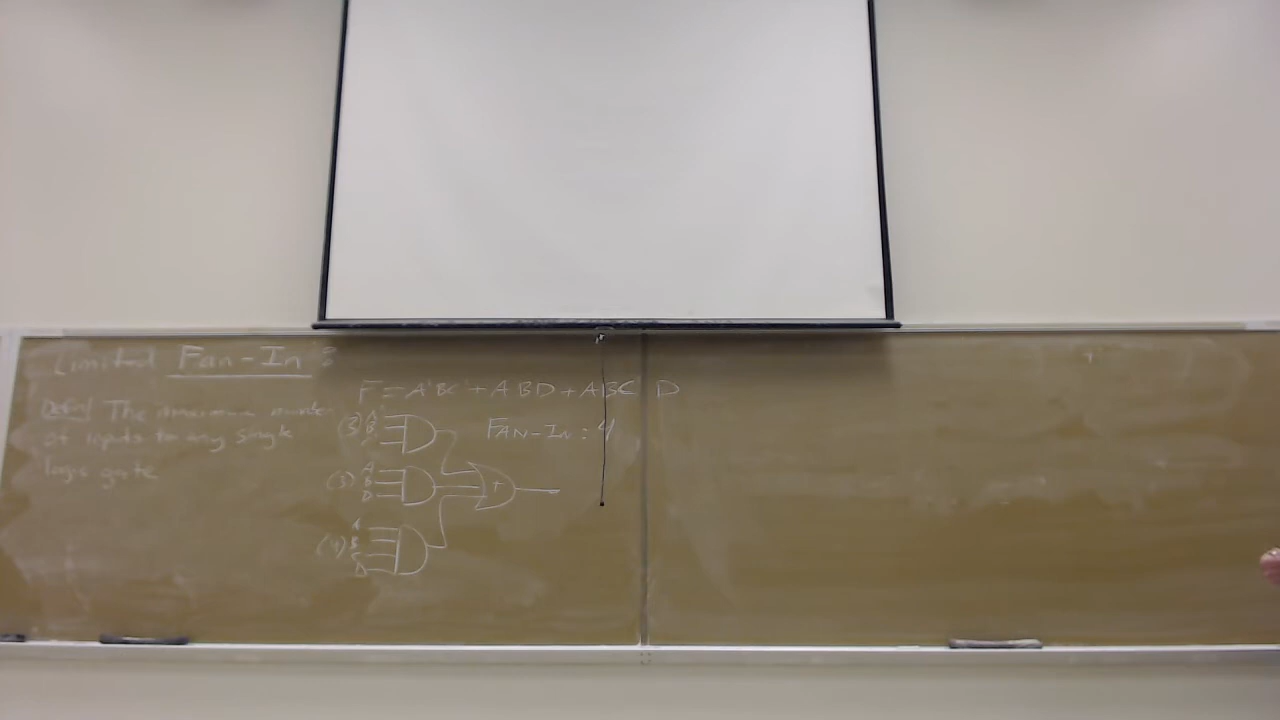 Limited Fan-In :
Defn/ The maximum number
of inputs to any single
logic gate
F = A'BC' + ABD + ABC D
FAN-IN: 4
(3) A' B C'
(3) A B D
+
(4) A B C D